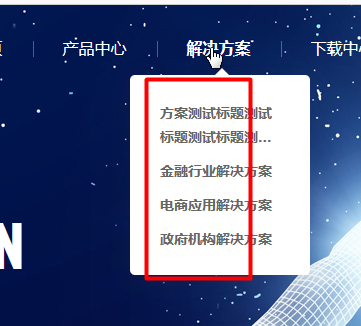 产品中心
解决方案
下载中
方案测试标题测试
标题测试标题测...
金融行业解决方案
电商应用解决方案
政府机构解决方案
N